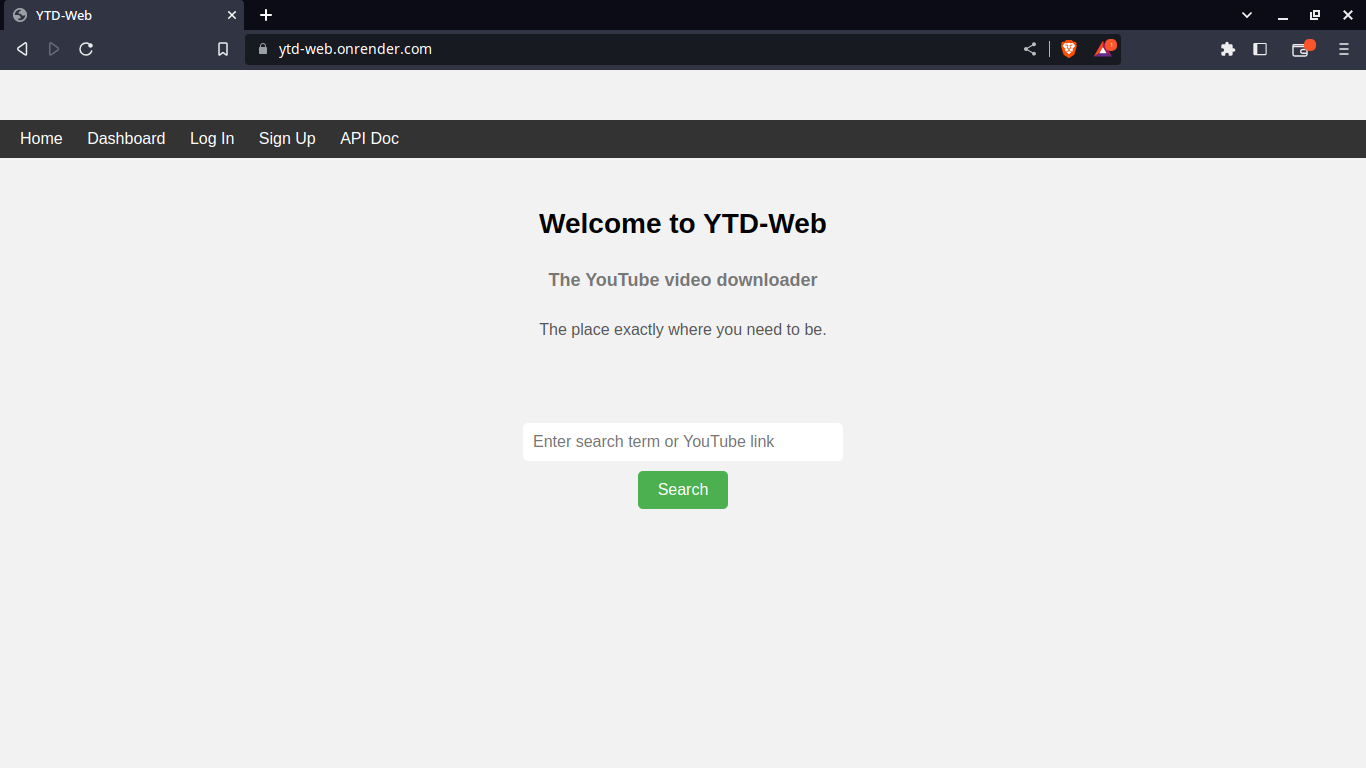 YTD-Web
ytd-web.onrender.com
Home Dashboard Log In Sign Up API Doc
Welcome to YTD-Web
The YouTube video downloader
The place exactly where you need to be.
Enter search term or YouTube link
Search